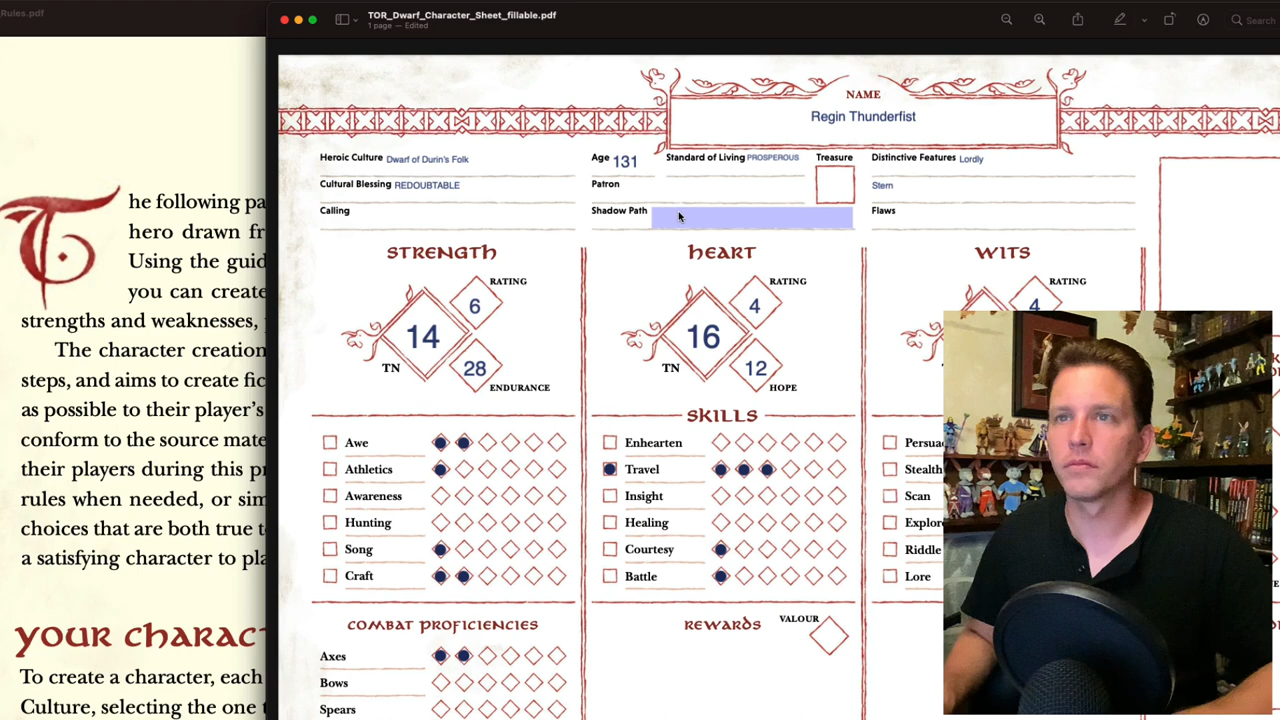 Rules.pdf
TOR_Dwarf_Character_Sheet_fillable.pdf
1 page — Edited
Search
he following pa
hero drawn fr
Using the guid
you can create
strengths and weaknesses,
The character creation
steps, and aims to create fic
as possible to their player's
conform to the source mate
their players during this pr
rules when needed, or sim
choices that are both true t
a satisfying character to pla
YOUR CHARACT
To create a character, each
Culture, selecting the one t
NAME
Regin Thunderfist
Heroic Culture Dwarf of Durin's Folk
Age 131
Standard of Living PROSPEROUS
Treasure
Distinctive Features Lordly
Cultural Blessing REDOUBTABLE
Patron
Stern
Calling
Shadow Path
Flaws
STRENGTH
HEART
WITS
RATING
RATING
RATING
6
4
4
14
16
TN
28
TN
12
ENDURANCE
HOPE
SKILLS
Awe
Enhearten
Persua
Athletics
Travel
Stealth
Awareness
Insight
Scan
Hunting
Healing
Explor
Song
Courtesy
Riddle
Craft
Battle
Lore
COMBAT PROFICIENCIES
REWARDS
VALOUR
Axes
Bows
Spears